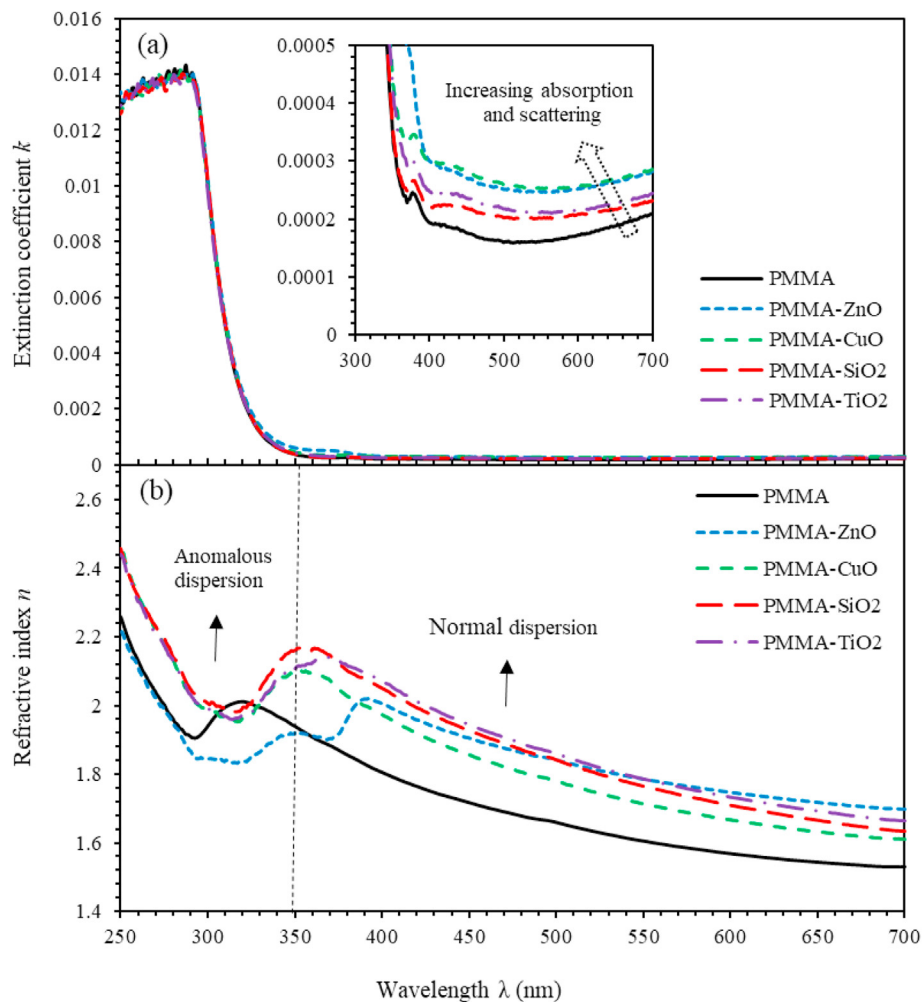 (a)
Extinction coefficient k
0.016
0.014
0.012
0.01
0.008
0.006
0.004
0.002
0
0.0005
0.0004
0.0003
0.0002
0.0001
0
300
400
500
600
700
Increasing absorption
and scattering
PMMA
PMMA-ZnO
PMMA-CuO
PMMA-SiO2
PMMA-TiO2
(b)
Refractive index n
2.6
2.4
2.2
2
1.8
1.6
1.4
Anomalous
dispersion
Normal dispersion
PMMA
PMMA-ZnO
PMMA-CuO
PMMA-SiO2
PMMA-TiO2
250
300
350
400
450
500
550
600
650
700
Wavelength λ (nm)